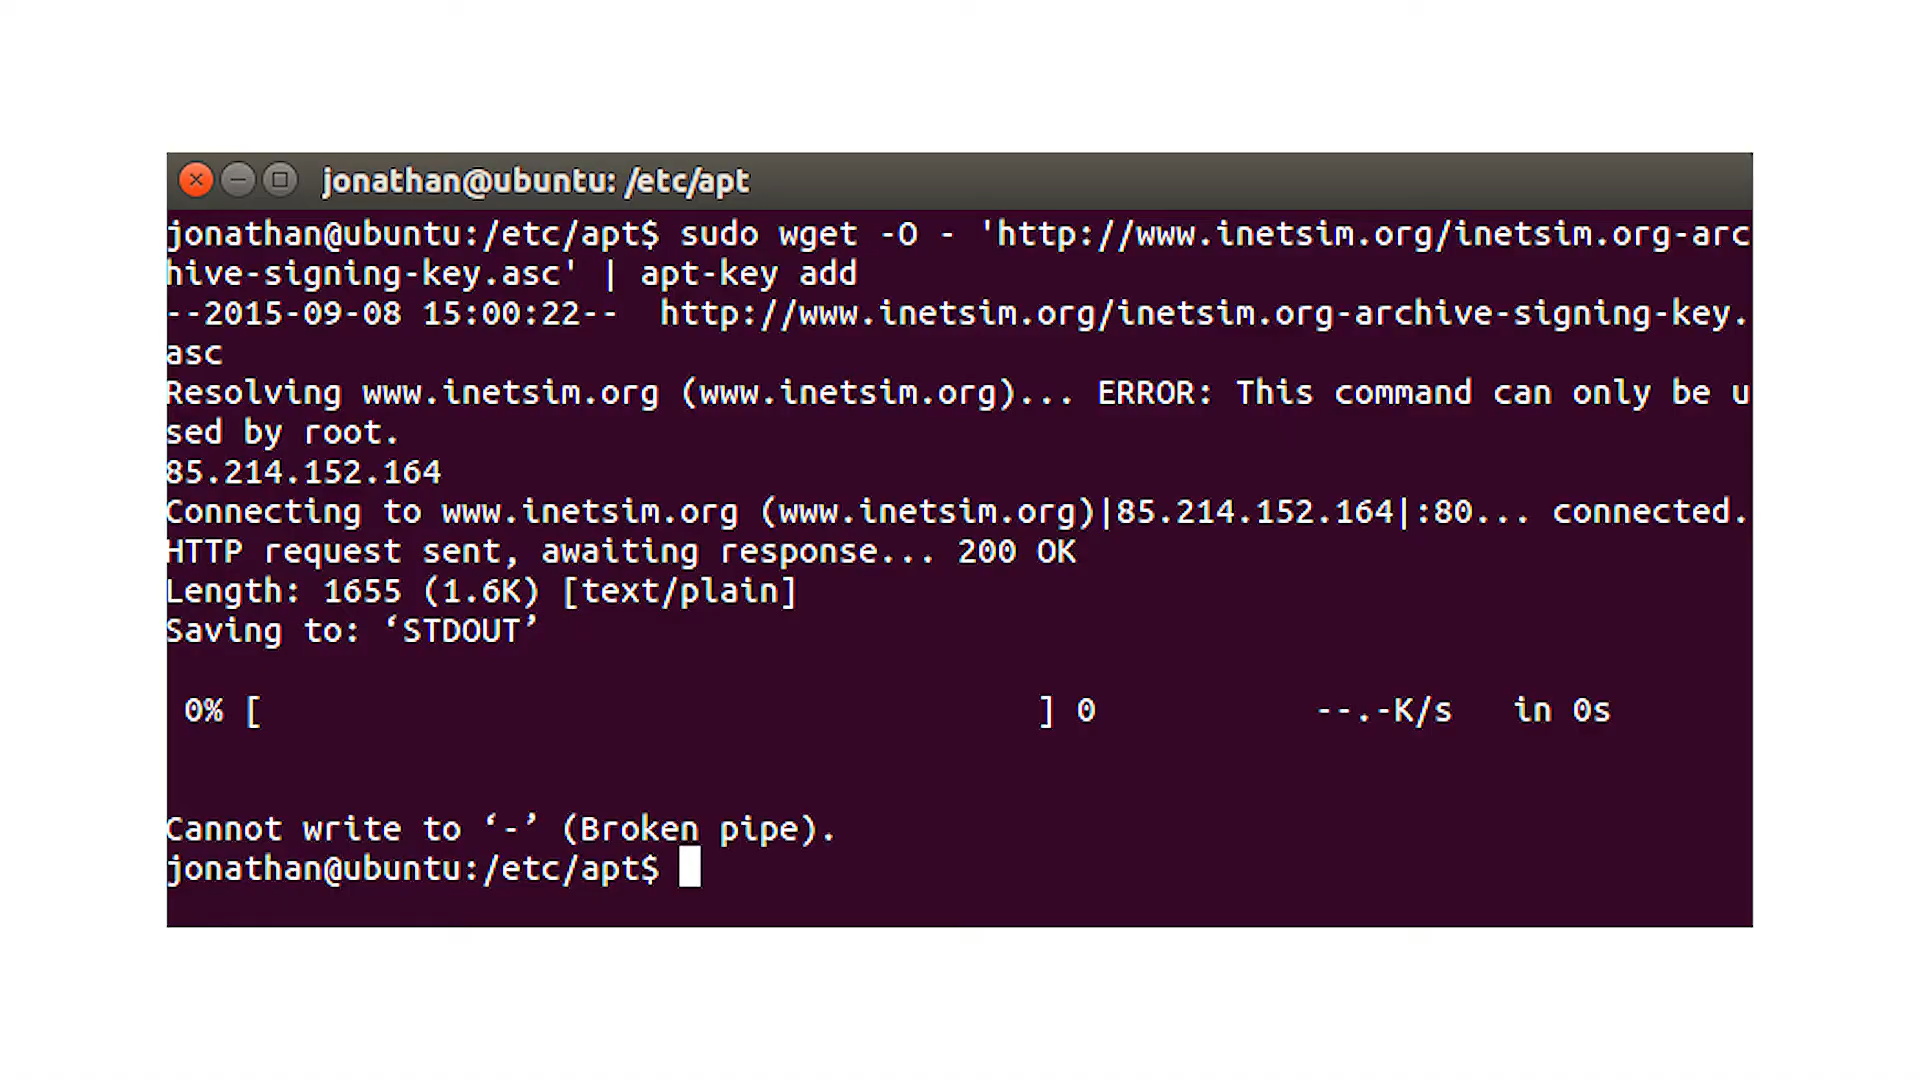 jonathan@ubuntu: /etc/apt
jonathan@ubuntu:/etc/apt$ sudo wget -O - 'http://www.inetsim.org/inetsim.org-arc
hive-signing-key.asc' | apt-key add
--2015-09-08 15:00:22--  http://www.inetsim.org/inetsim.org-archive-signing-key.
asc
Resolving www.inetsim.org (www.inetsim.org)... ERROR: This command can only be u
sed by root.
85.214.152.164
Connecting to www.inetsim.org (www.inetsim.org)|85.214.152.164|:80... connected.
HTTP request sent, awaiting response... 200 OK
Length: 1655 (1.6K) [text/plain]
Saving to: ‘STDOUT’
0% [                                       ] 0           --.-K/s   in 0s
Cannot write to ‘-’ (Broken pipe).
jonathan@ubuntu:/etc/apt$